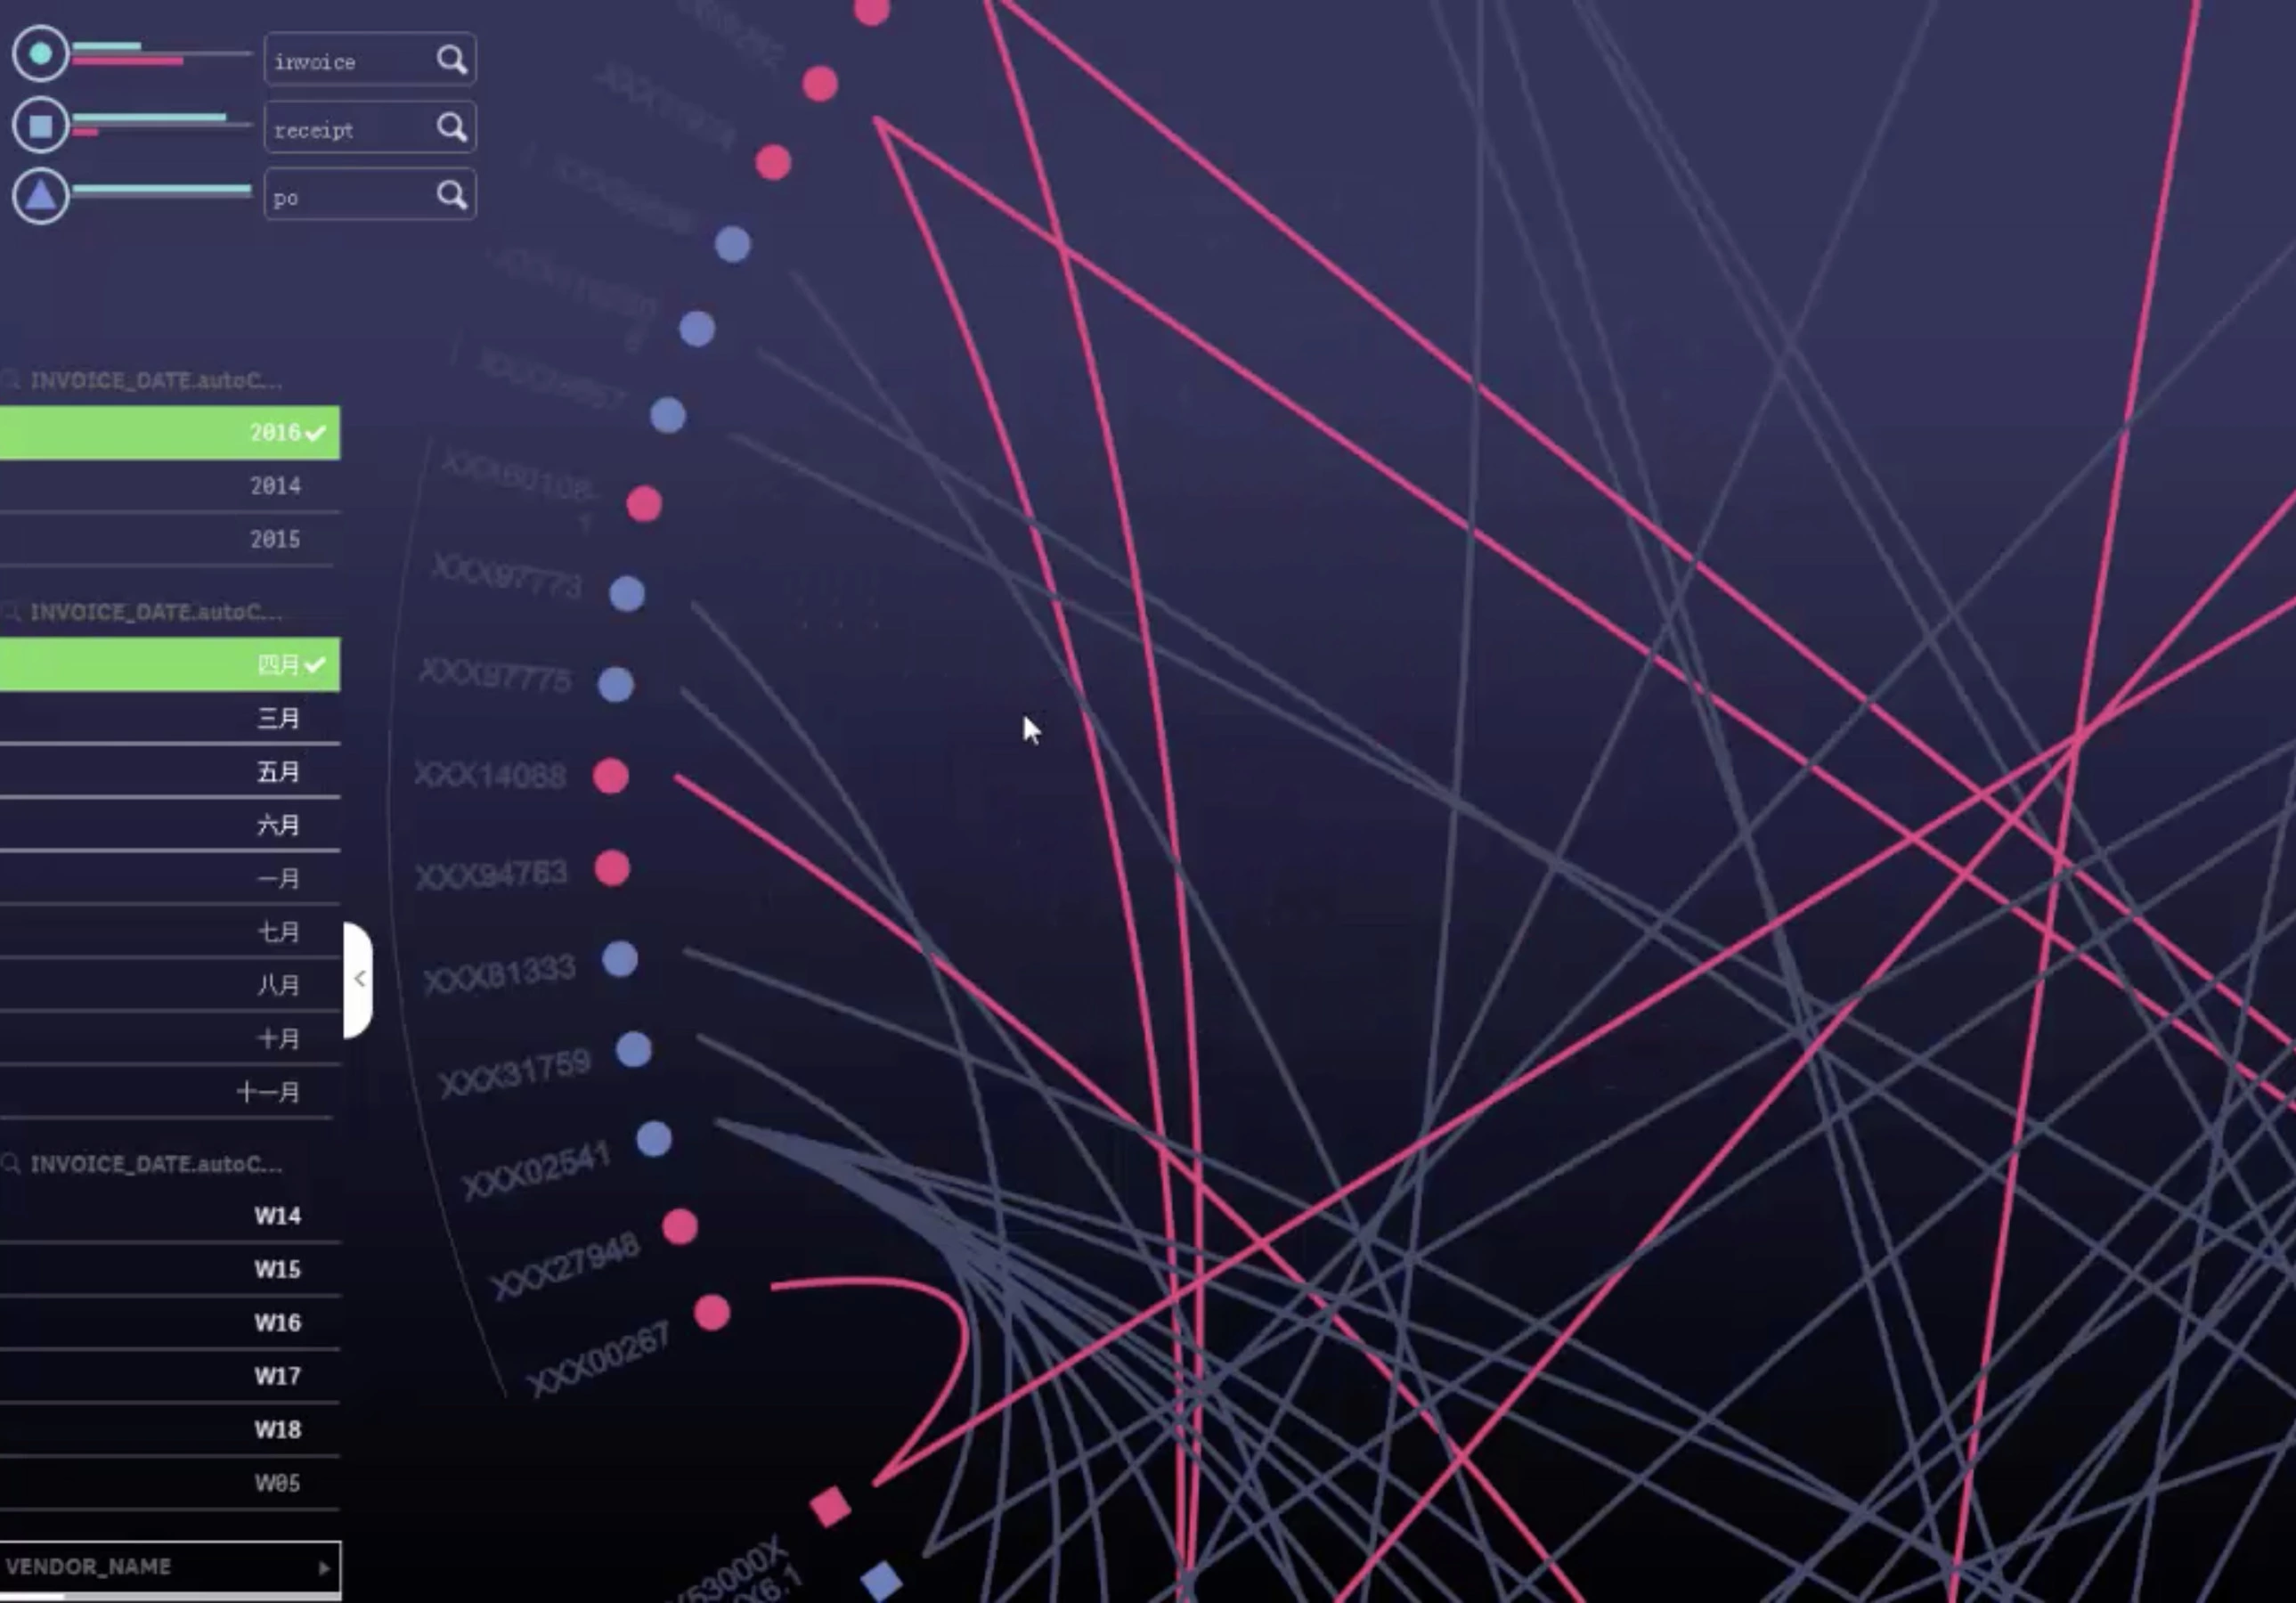 invoice
receipt
po
INVOICE_DATE.autoC...
2016
2014
2015
INVOICE_DATE.autoC...
四月
三月
五月
六月
一月
七月
八月
十月
十一月
INVOICE_DATE.autoC...
W14
W15
W16
W17
W18
W05
VENDOR_NAME
XXX97773
XXX97775
XXX14088
XXX94763
XXX81333
XXX31759
XXX02541
XXX27948
XXX00267